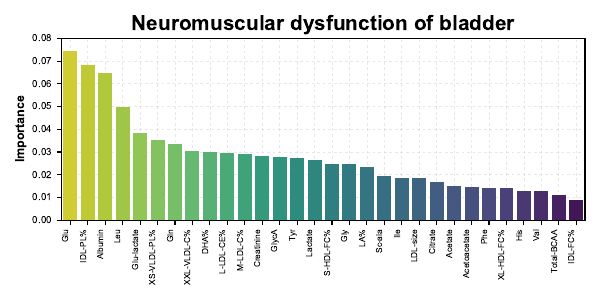 Neuromuscular dysfunction of bladder
Importance
0.08
0.07
0.06
0.05
0.04
0.03
0.02
0.01
0.00
Glu
IDL-PL%
Albumin
Leu
Glu-lactate
XS-VLDL-PL%
Gln
XXL-VLDL-C%
DHA%
L-LDL-CE%
M-LDL-C%
Creatinine
GlycA
Tyr
Lactate
S-HDL-FC%
Gly
LA%
Sc-ala
Ile
LDL-size
Citrate
Acetate
Acetoacetate
Phe
XL-HDL-FC%
His
Val
Total-BCAA
IDL-FC%